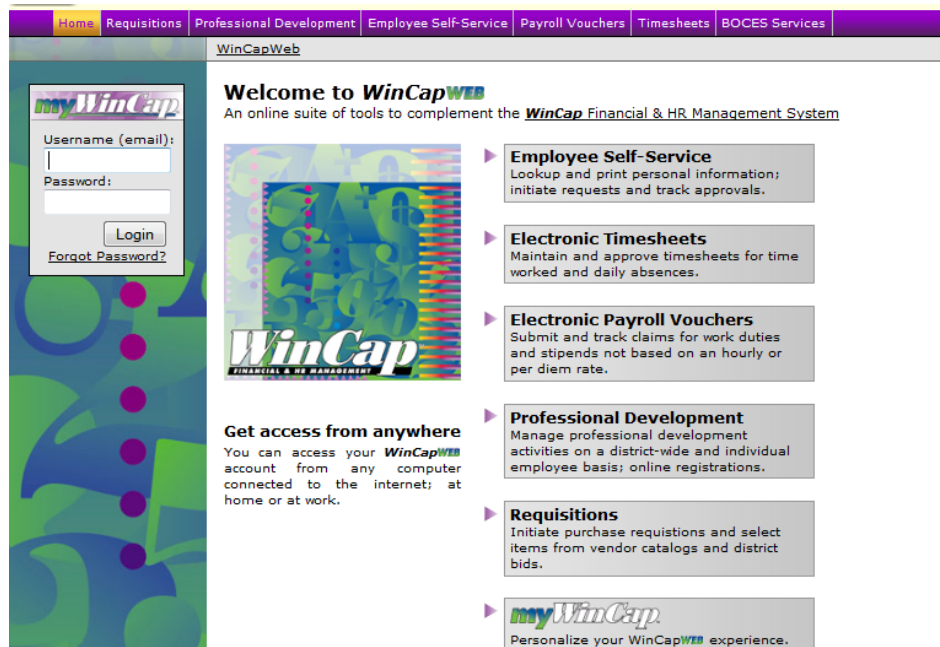 Home Requisitions Professional Development Employee Self-Service Payroll Vouchers Timesheets BOCES Services
WinCapWeb
myWinCap
Username (email):
Password:
Login
Forgot Password?
Welcome to WinCapWEB
An online suite of tools to complement the WinCap Financial & HR Management System
WinCap
FINANCIAL & HR MANAGEMENT
Get access from anywhere
You can access your WinCapWEB
account from any computer
connected to the internet; at
home or at work.
Employee Self-Service
Lookup and print personal information;
initiate requests and track approvals.
Electronic Timesheets
Maintain and approve timesheets for time
worked and daily absences.
Electronic Payroll Vouchers
Submit and track claims for work duties
and stipends not based on an hourly or
per diem rate.
Professional Development
Manage professional development
activities on a district-wide and individual
employee basis; online registrations.
Requisitions
Initiate purchase requistions and select
items from vendor catalogs and district
bids.
myWinCap
Personalize your WinCapWEB experience.